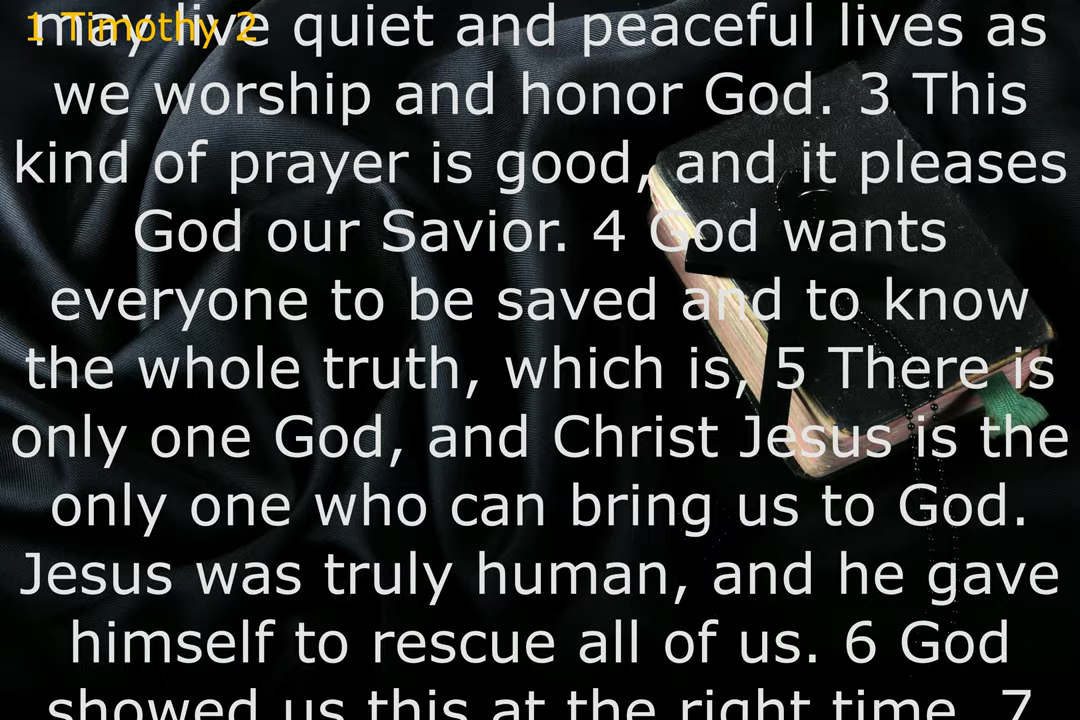 1 Timothy 2
may live quiet and peaceful lives as
we worship and honor God. 3 This
kind of prayer is good, and it pleases
God our Savior. 4 God wants
everyone to be saved and to know
the whole truth, which is, 5 There is
only one God, and Christ Jesus is the
only one who can bring us to God.
Jesus was truly human, and he gave
himself to rescue all of us. 6 God
showed us this at the right time. 7